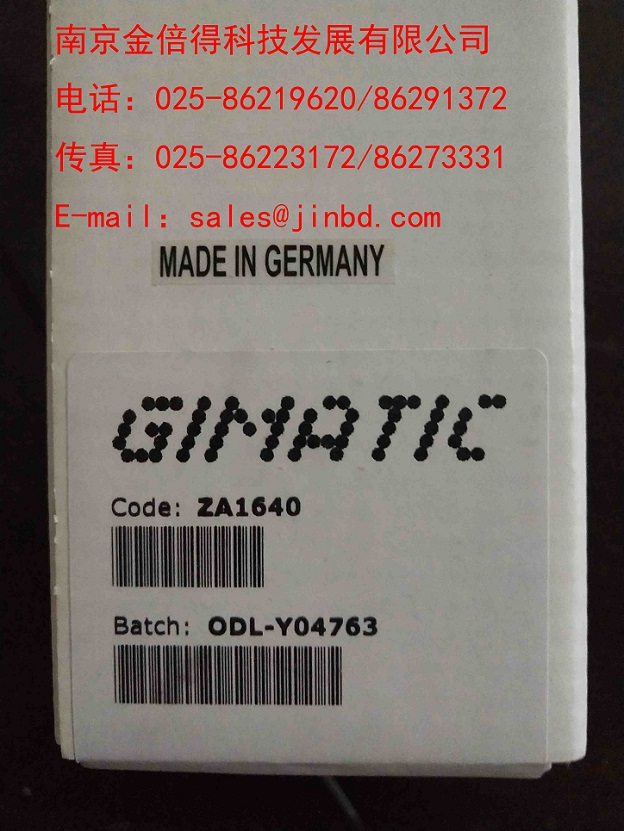 南京金倍得科技发展有限公司
电话：025-86219620/86291372
传真：025-86223172/86273331
E-mail：sales@jinbd.com
MADE IN GERMANY
GIMATIC
Code: ZA1640
Batch: ODL-Y04763